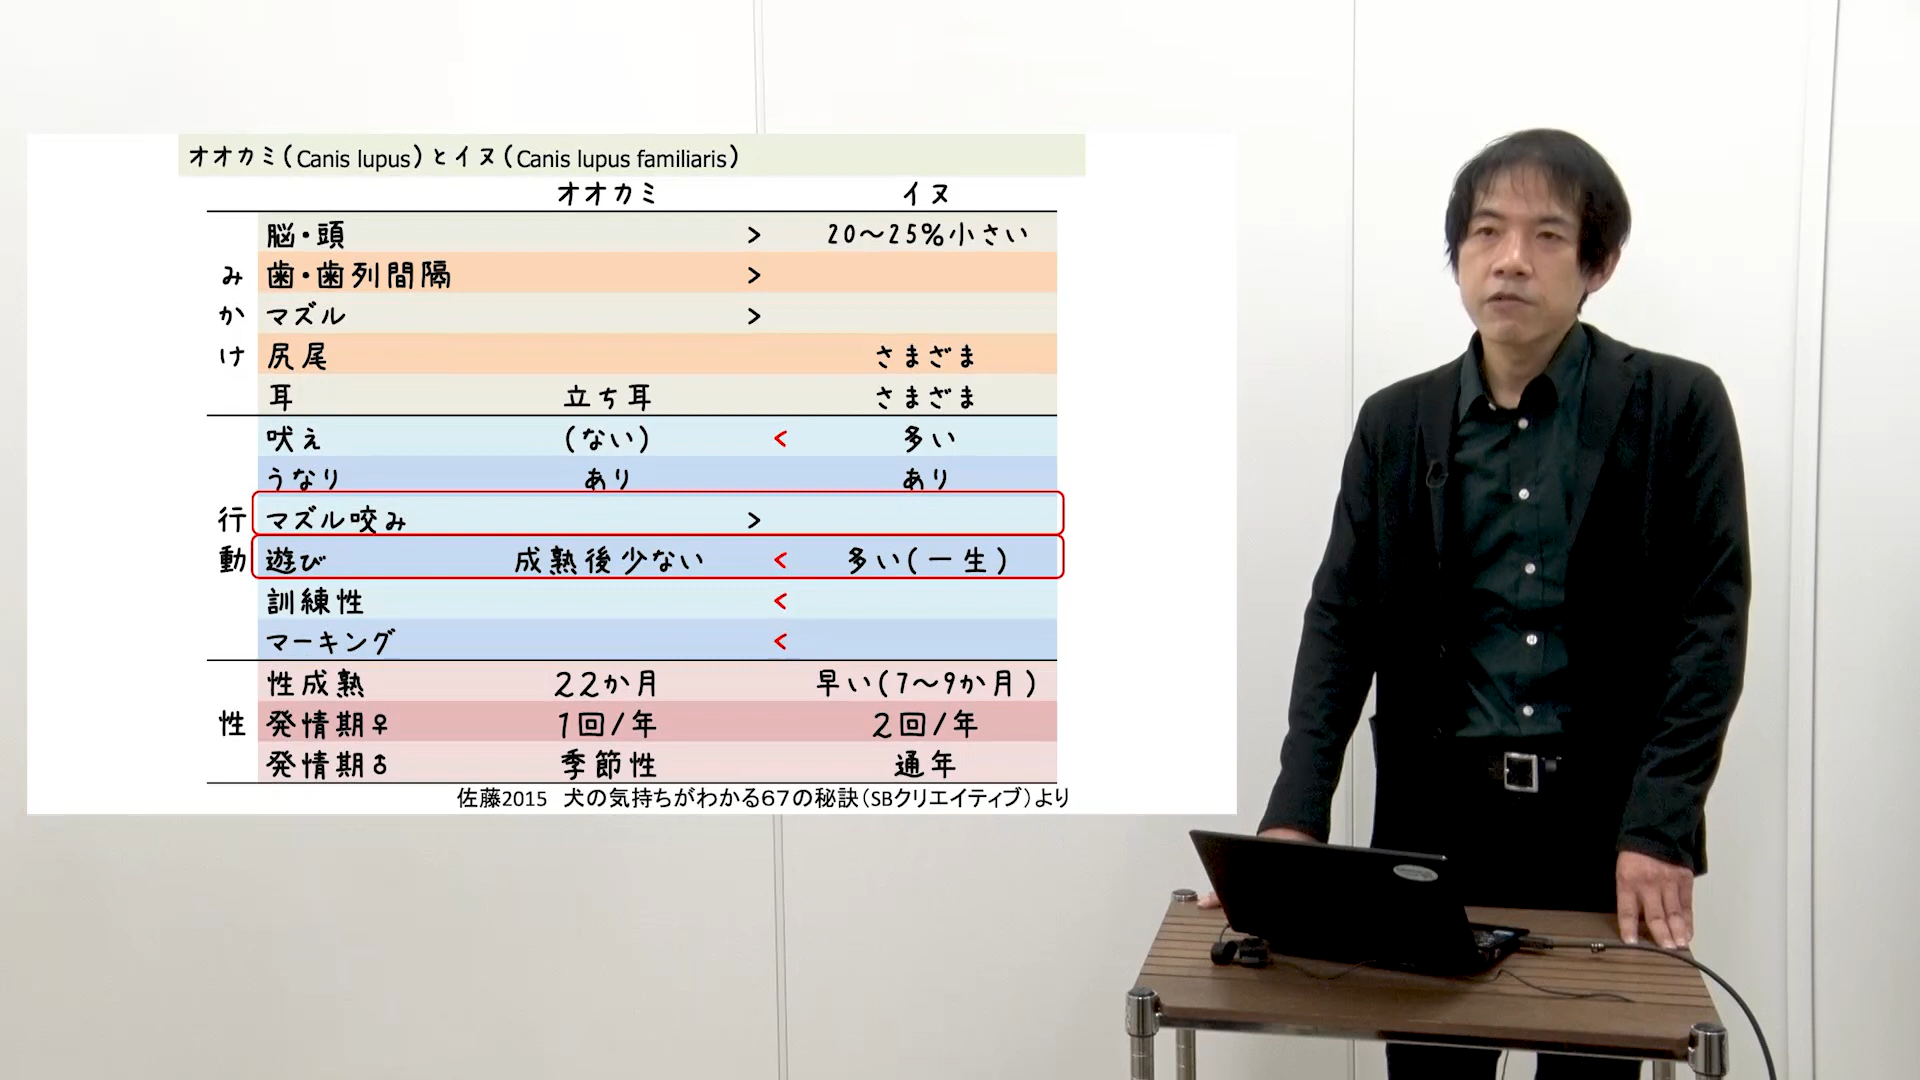 オオカミ(Canis lupus)とイヌ(Canis lupus familiaris)
オオカミ イヌ
みかけ
脳・頭 > 20～25%小さい
歯・歯列間隔 >
マズル >
尻尾 さまざま
耳 立ち耳 さまざま
行動
吠え (ない) < 多い
うなり あり あり
マズル咬み >
遊び 成熟後少ない < 多い(一生)
訓練性 <
マーキング <
性
性成熟 22か月 早い(7～9か月)
発情期♀ 1回/年 2回/年
発情期♂ 季節性 通年
佐藤2015 犬の気持ちがわかる67の秘訣(SBクリエイティブ)より